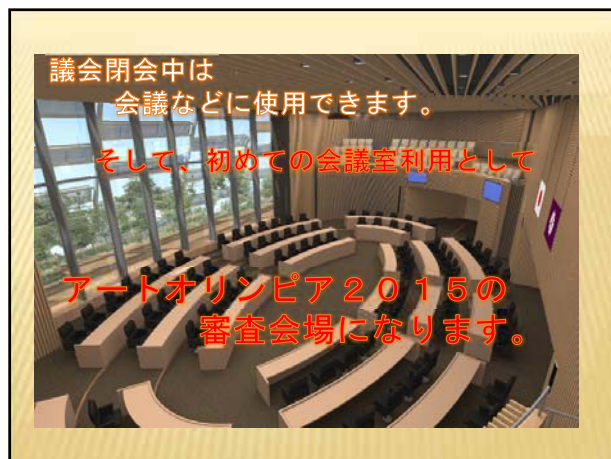 議会閉会中は
会議などに使用できます。
そして、初めての会議室利用として
アートオリンピア２０１５の
審査会場になります。